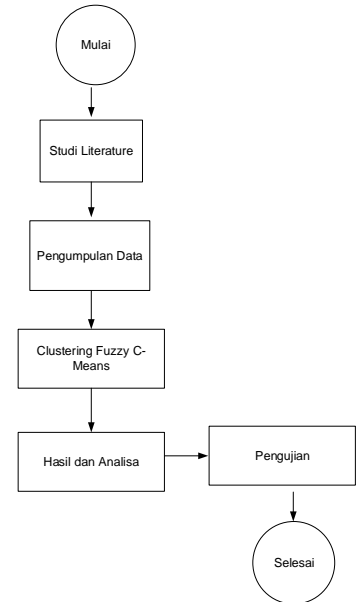 Mulai
Studi Literature
Pengumpulan Data
Clustering Fuzzy C-
Means
Hasil dan Analisa
Pengujian
Selesai